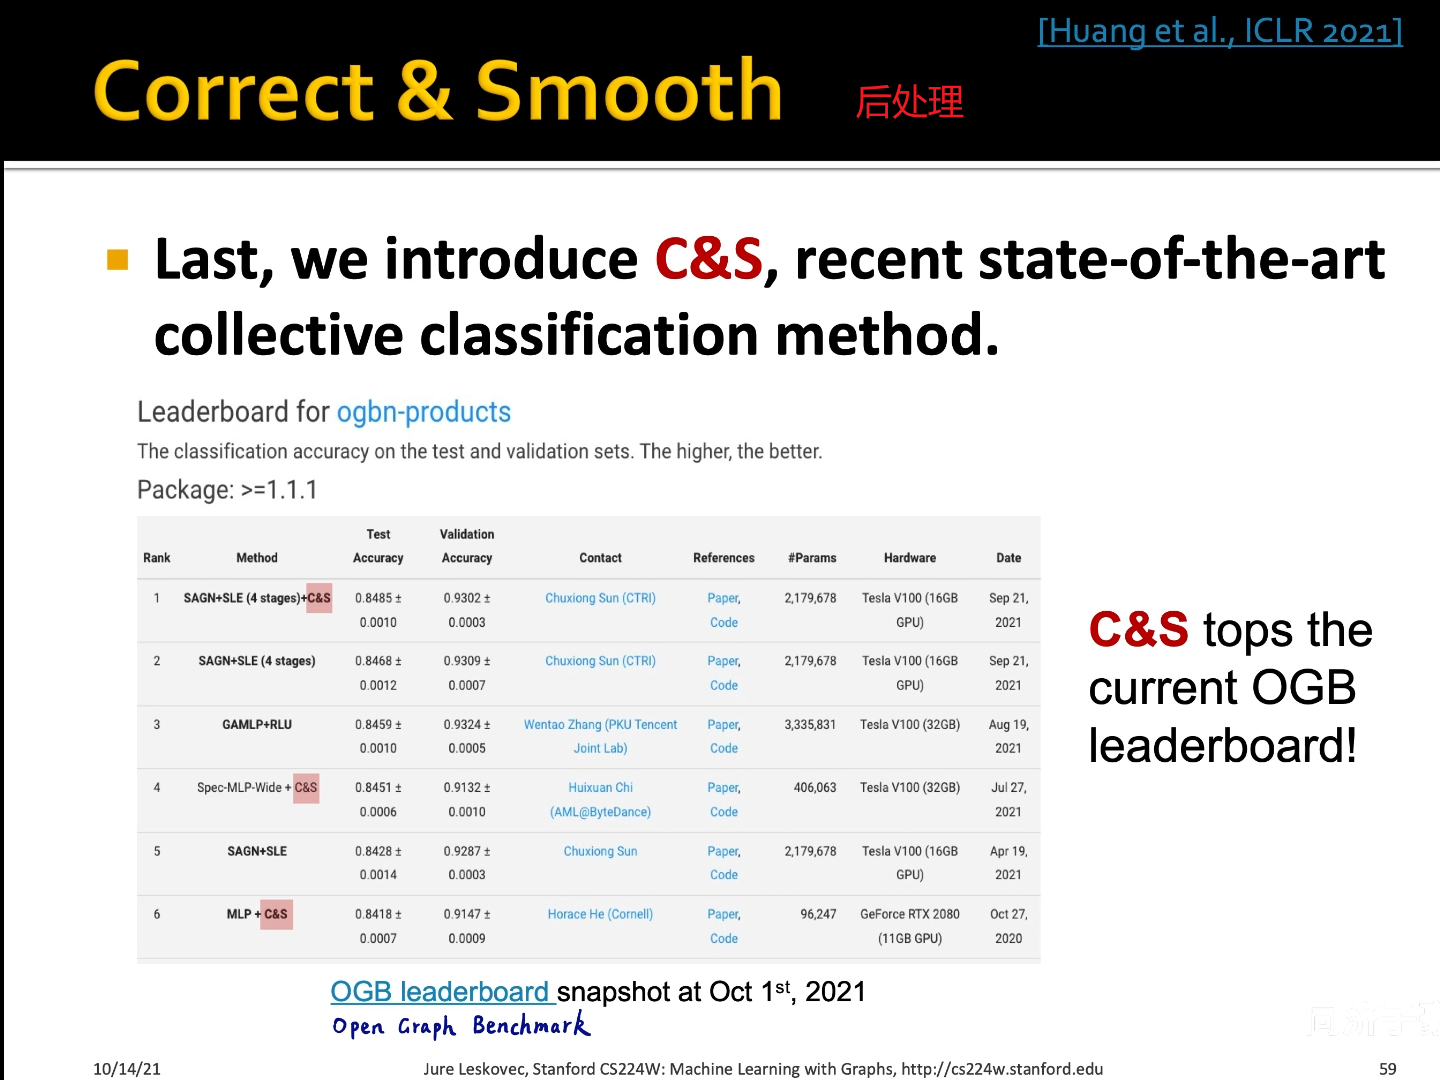 [Huang et al., ICLR 2021]
Correct & Smooth 后处理
Last, we introduce C&S, recent state-of-the-art
collective classification method.
Leaderboard for ogbn-products
The classification accuracy on the test and validation sets. The higher, the better.
Package: >=1.1.1
Rank Method Test Accuracy Validation Accuracy Contact References #Params Hardware Date
1 SAGN+SLE (4 stages)+C&S 0.8485 ± 0.9302 ± Chuxiong Sun (CTRI) Paper, 2,179,678 Tesla V100 (16GB Sep 21,
0.0010 0.0003 Code GPU) 2021
2 SAGN+SLE (4 stages) 0.8468 ± 0.9309 ± Chuxiong Sun (CTRI) Paper, 2,179,678 Tesla V100 (16GB Sep 21,
0.0012 0.0007 Code GPU) 2021
3 GAMLP+RLU 0.8459 ± 0.9324 ± Wentao Zhang (PKU Tencent Paper, 3,335,831 Tesla V100 (32GB) Aug 19,
0.0010 0.0005 Joint Lab) Code 2021
4 Spec-MLP-Wide + C&S 0.8451 ± 0.9132 ± Huixuan Chi Paper, 406,063 Tesla V100 (32GB) Jul 27,
0.0006 0.0010 (AML@ByteDance) Code 2021
5 SAGN+SLE 0.8428 ± 0.9287 ± Chuxiong Sun Paper, 2,179,678 Tesla V100 (16GB Apr 19,
0.0014 0.0003 Code GPU) 2021
6 MLP + C&S 0.8418 ± 0.9147 ± Horace He (Cornell) Paper, 96,247 GeForce RTX 2080 Oct 27,
0.0007 0.0009 Code (11GB GPU) 2020
C&S tops the
current OGB
leaderboard!
OGB leaderboard snapshot at Oct 1st, 2021
Open Graph Benchmark
10/14/21 Jure Leskovec, Stanford CS224W: Machine Learning with Graphs, http://cs224w.stanford.edu 59